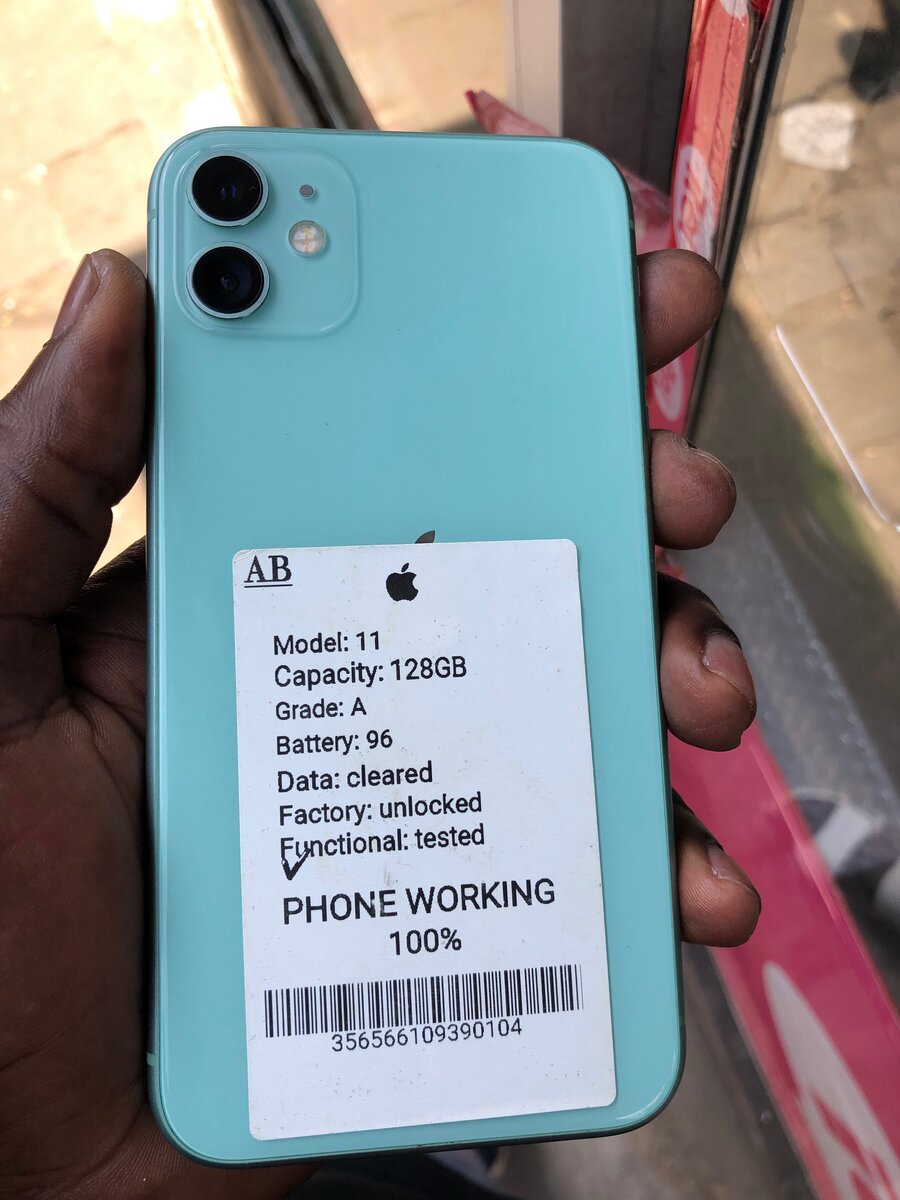 AB
Model: 11
Capacity: 128GB
Grade: A
Battery: 96
Data: cleared
Factory: unlocked
Functional: tested
PHONE WORKING
100%
356566109390104